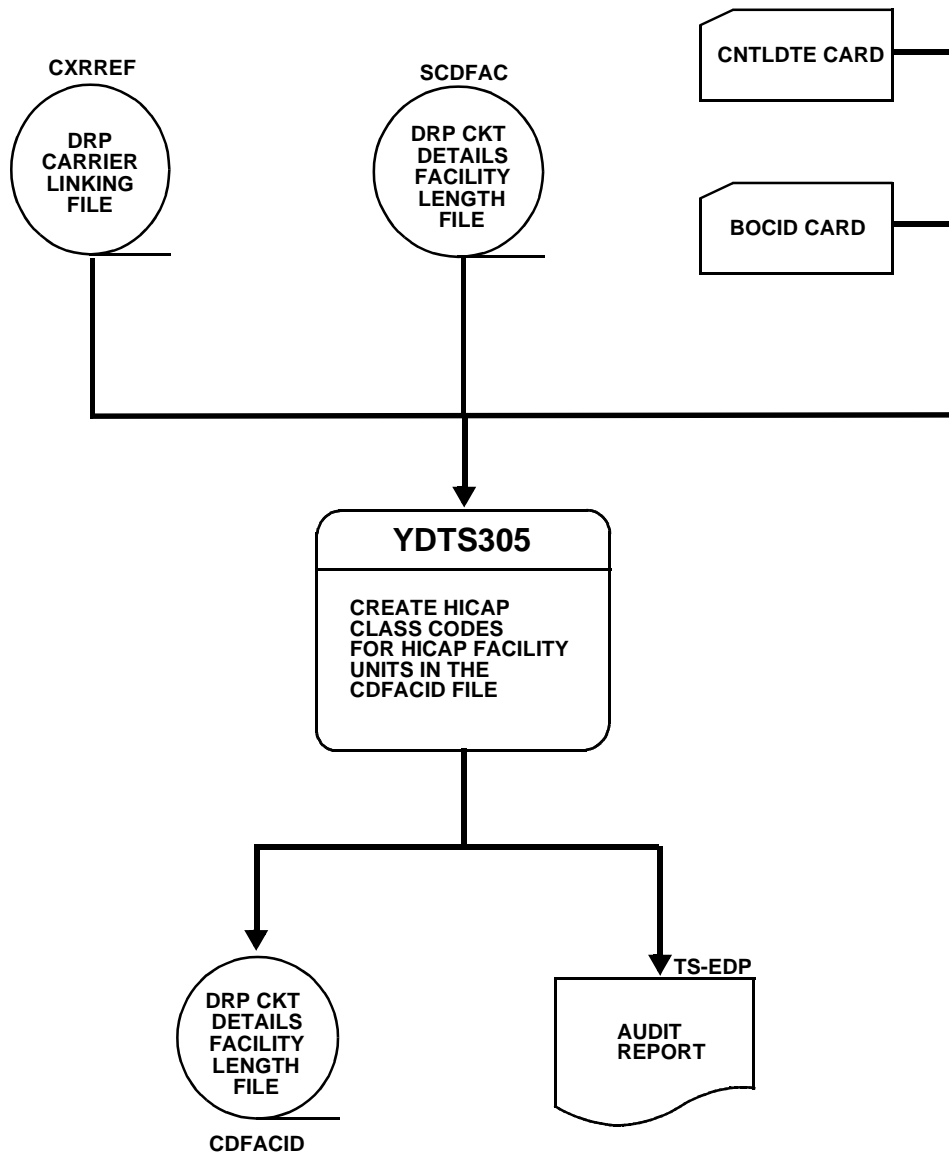 CXRREF
DRP
CARRIER
LINKING
FILE
SCDFAC
DRP CKT
DETAILS
FACILITY
LENGTH
FILE
CNTLDTE CARD
BOCID CARD
YDTS305
CREATE HICAP
CLASS CODES
FOR HICAP FACILITY
UNITS IN THE
CDFACID FILE
DRP CKT
DETAILS
FACILITY
LENGTH
FILE
CDFACID
TS-EDP
AUDIT
REPORT